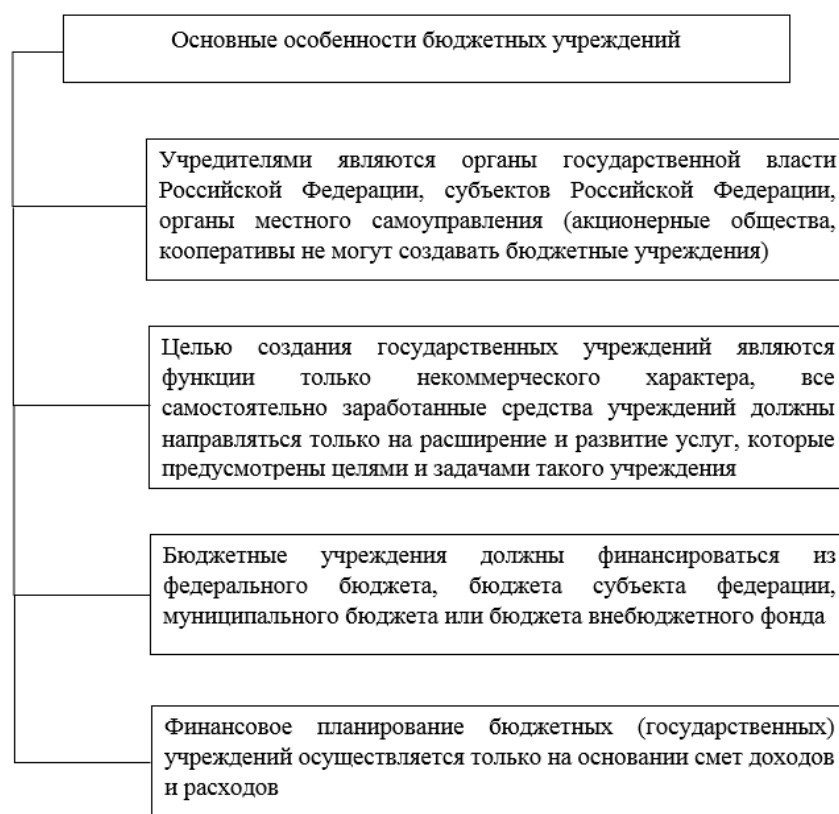 Основные особенности бюджетных учреждений
Учредителями являются органы государственной власти
Российской Федерации, субъектов Российской Федерации,
органы местного самоуправления (акционерные общества,
кооперативы не могут создавать бюджетные учреждения)
Целью создания государственных учреждений являются
функции только некоммерческого характера, все
самостоятельно заработанные средства учреждений должны
направляться только на расширение и развитие услуг, которые
предусмотрены целями и задачами такого учреждения
Бюджетные учреждения должны финансироваться из
федерального бюджета, бюджета субъекта федерации,
муниципального бюджета или бюджета внебюджетного фонда
Финансовое планирование бюджетных (государственных)
учреждений осуществляется только на основании смет доходов
и расходов